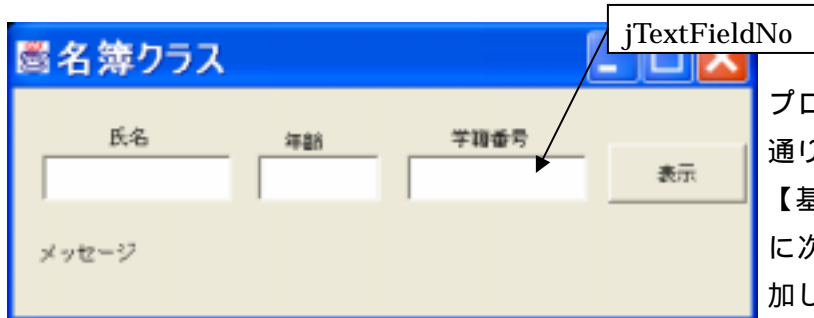 jTextFieldNo
名簿クラス
氏名 年齢 学籍番号
表示
メッセージ
プロ
通り
【基
に次
加し